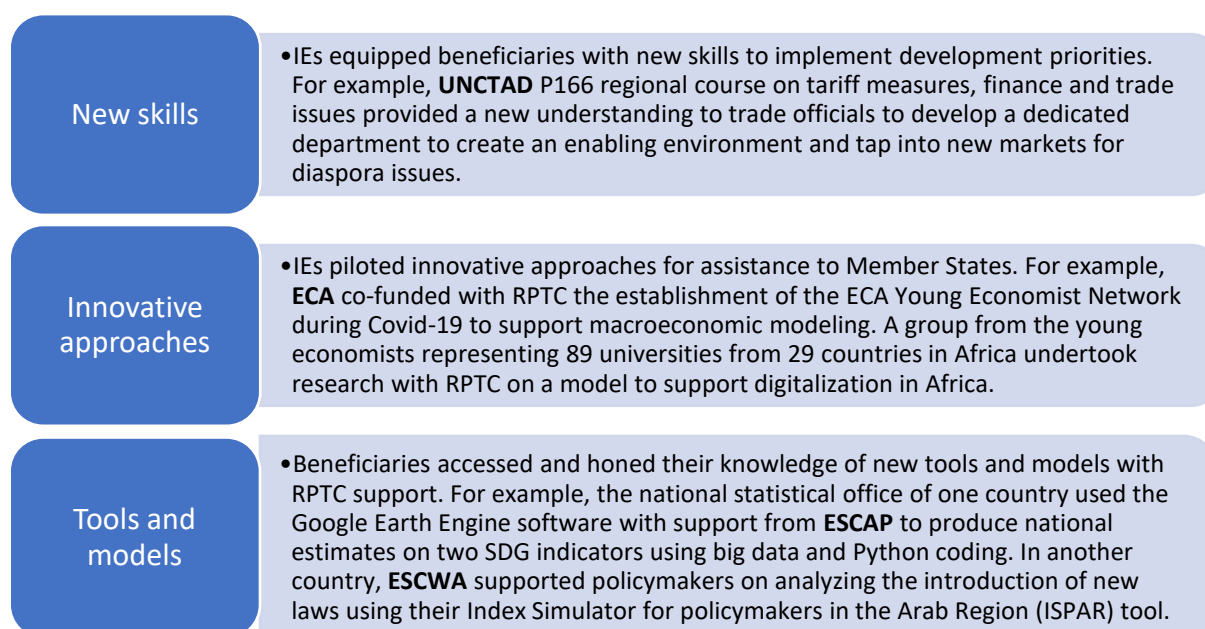 New skills
•IEs equipped beneficiaries with new skills to implement development priorities.
For example, UNCTAD P166 regional course on tariff measures, finance and trade
issues provided a new understanding to trade officials to develop a dedicated
department to create an enabling environment and tap into new markets for
diaspora issues.
Innovative
approaches
•IEs piloted innovative approaches for assistance to Member States. For example,
ECA co-funded with RPTC the establishment of the ECA Young Economist Network
during Covid-19 to support macroeconomic modeling. A group from the young
economists representing 89 universities from 29 countries in Africa undertook
research with RPTC on a model to support digitalization in Africa.
Tools and
models
•Beneficiaries accessed and honed their knowledge of new tools and models with
RPTC support. For example, the national statistical office of one country used the
Google Earth Engine software with support from ESCAP to produce national
estimates on two SDG indicators using big data and Python coding. In another
country, ESCWA supported policymakers on analyzing the introduction of new
laws using their Index Simulator for policymakers in the Arab Region (ISPAR) tool.